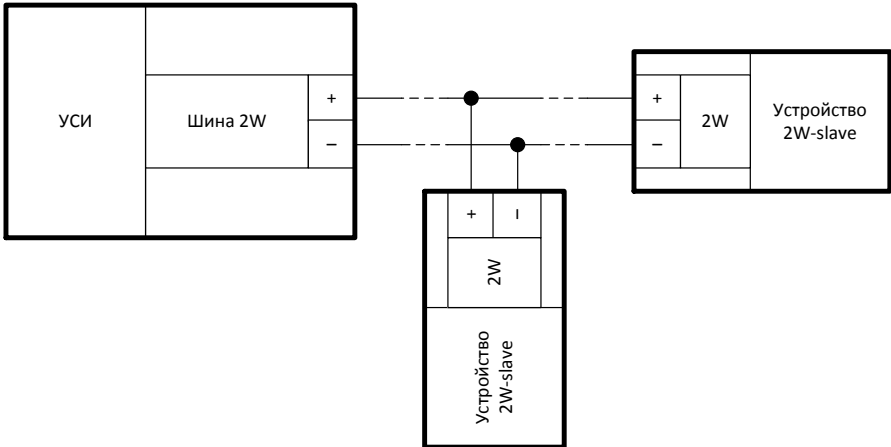 УСИ
Шина 2W
+
−
+
−
2W
Устройство
2W-slave
+
−
2W
Устройство
2W-slave